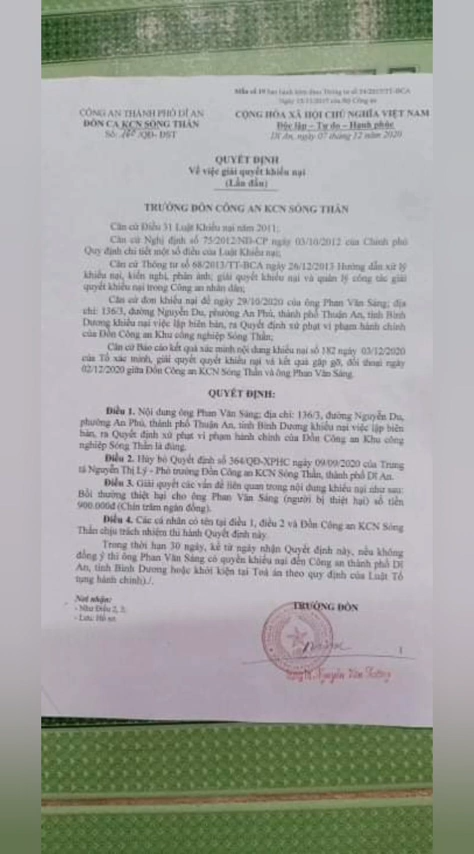 Mẫu số 19 ban hành kèm theo Thông tư số /2017/TT-BCA
Ngày 15/12/2017 của Bộ Công an
CÔNG AN THÀNH PHỐ DĨ AN
ĐỒN CA KCN SÓNG THẦN
Số: /QĐ- ĐST
CỘNG HÒA XÃ HỘI CHỦ NGHĨA VIỆT NAM
Độc lập – Tự do – Hạnh phúc
Dĩ An, ngày 07 tháng 12 năm 2020
QUYẾT ĐỊNH
Về việc giải quyết khiếu nại
(Lần đầu)
TRƯỞNG ĐỒN CÔNG AN KCN SÓNG THẦN
Căn cứ Điều 31 Luật Khiếu nại năm 2011;
Căn cứ Nghị định số 75/2012/NĐ-CP ngày 03/10/2012 của Chính phủ
Quy định chi tiết một số điều của Luật Khiếu nại;
Căn cứ Thông tư số 68/2013/TT-BCA ngày 26/12/2013 Hướng dẫn xử lý
khiếu nại, kiến nghị, phản ánh; giải quyết khiếu nại và quản lý công tác giải
quyết khiếu nại trong Công an nhân dân;
Căn cứ đơn khiếu nại đề ngày 29/10/2020 của ông Phan Văn Sáng; địa
chỉ: 136/3, đường Nguyễn Du, phường An Phú, thành phố Thuận An, tỉnh Bình
Dương khiếu nại việc lập biên bản, ra Quyết định xử phạt vi phạm hành chính
của Đồn Công an Khu công nghiệp Sóng Thần;
Căn cứ Báo cáo kết quả xác minh nội dung khiếu nại số 182 ngày 03/12/2020
của Tổ xác minh, giải quyết quyết khiếu nại và kết quả gặp gỡ, đối thoại ngày
02/12/2020 giữa Đồn Công an KCN Sóng Thần và ông Phan Văn Sáng.
QUYẾT ĐỊNH:
Điều 1. Nội dung ông Phan Văn Sáng; địa chỉ: 136/3, đường Nguyễn Du,
phường An Phú, thành phố Thuận An, tỉnh Bình Dương khiếu nại việc lập biên
bản, ra Quyết định xử phạt vi phạm hành chính của Đồn Công an Khu công
nghiệp Sóng Thần là đúng.
Điều 2. Hủy bỏ Quyết định số 364/QĐ-XPHC ngày 09/09/2020 của Trung
tá Nguyễn Thị Lý - Phó trưởng Đồn Công an KCN Sóng Thần, thành phố Dĩ An.
Điều 3. Giải quyết các vấn đề liên quan trong nội dung khiếu nại như sau:
Bồi thường thiệt hại cho ông Phan Văn Sáng (người bị thiệt hại) số tiền
900.000đ (Chín trăm ngàn đồng).
Điều 4. Các cá nhân có tên tại điều 1, điều 2 và Đồn Công an KCN Sóng
Thần chịu trách nhiệm thi hành Quyết định này.
Trong thời hạn 30 ngày, kể từ ngày nhận Quyết định này, nếu không
đồng ý thì ông Phan Văn Sáng có quyền khiếu nại đến Công an thành phố Dĩ
An, tỉnh Bình Dương hoặc khởi kiện tại Toà án theo quy định của Luật Tố
tụng hành chính)./.
Nơi nhận:
- Như Điều 2, 3;
- Lưu: Hồ sơ.
TRƯỞNG ĐỒN
1
Nguyễn Văn